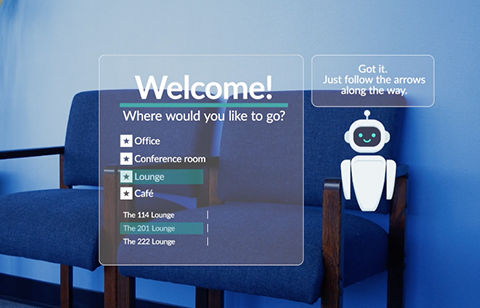 Welcome!
Where would you like to go?
Office
Conference room
Lounge
Café
The 114 Lounge
The 201 Lounge
The 222 Lounge
Got it.
Just follow the arrows
along the way.